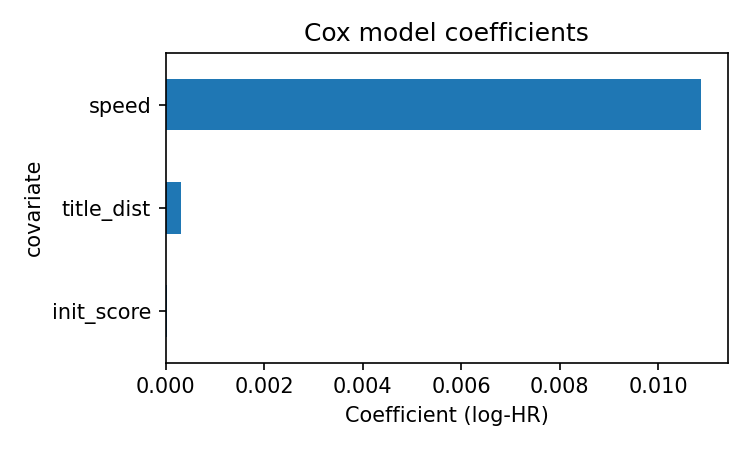 Cox model coefficients
covariate
speed
title_dist
init_score
0.000 0.002 0.004 0.006 0.008 0.010
Coefficient (log-HR)